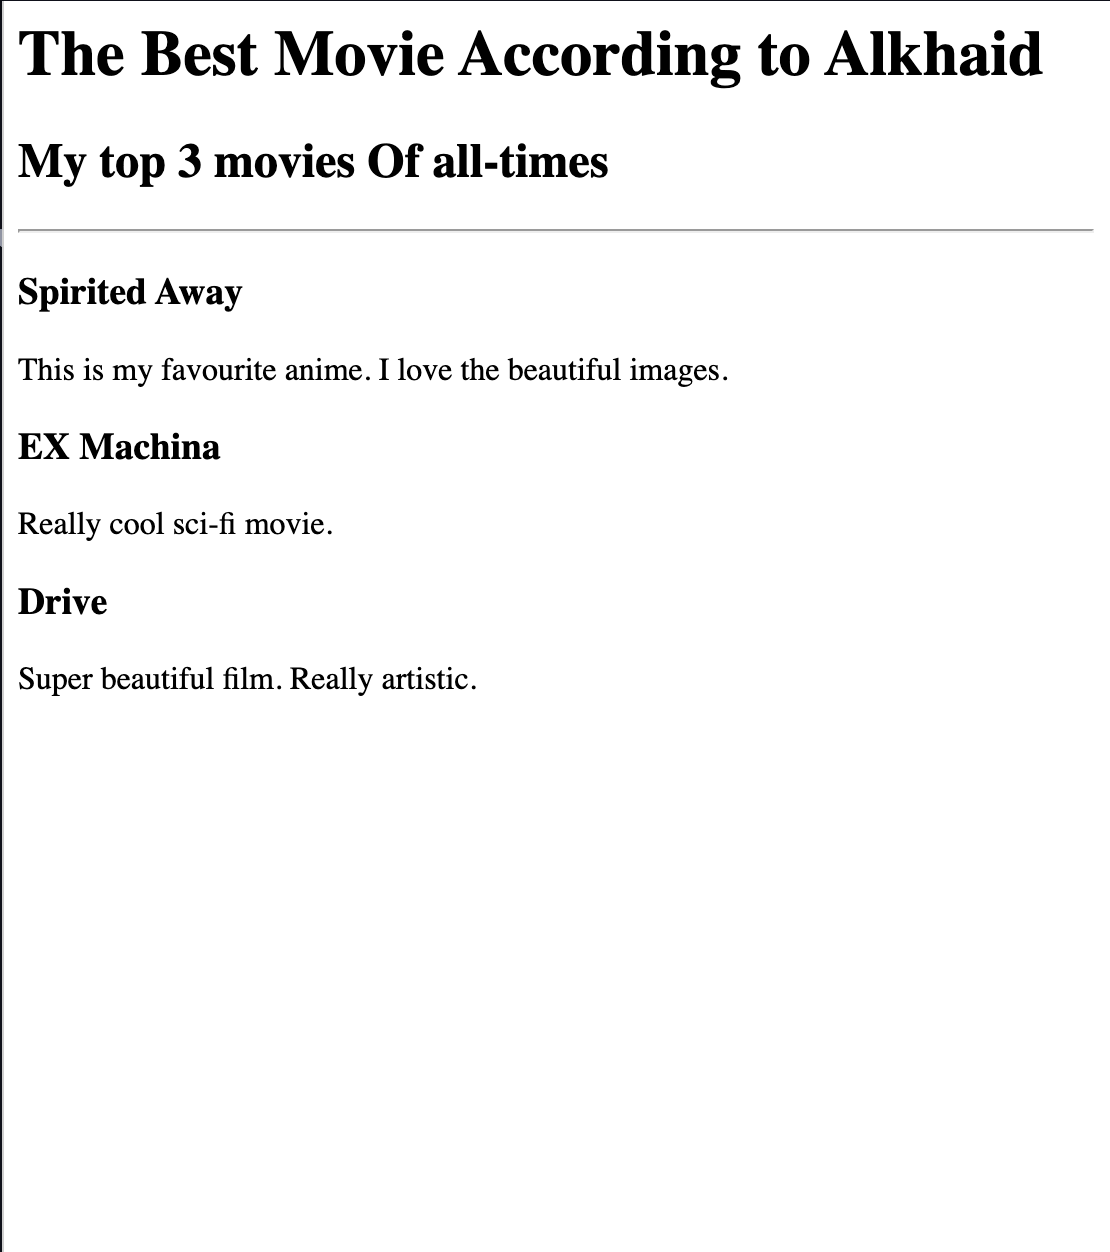 The Best Movie According to Alkhaid
My top 3 movies Of all-times
Spirited Away
This is my favourite anime. I love the beautiful images.
EX Machina
Really cool sci-fi movie.
Drive
Super beautiful film. Really artistic.